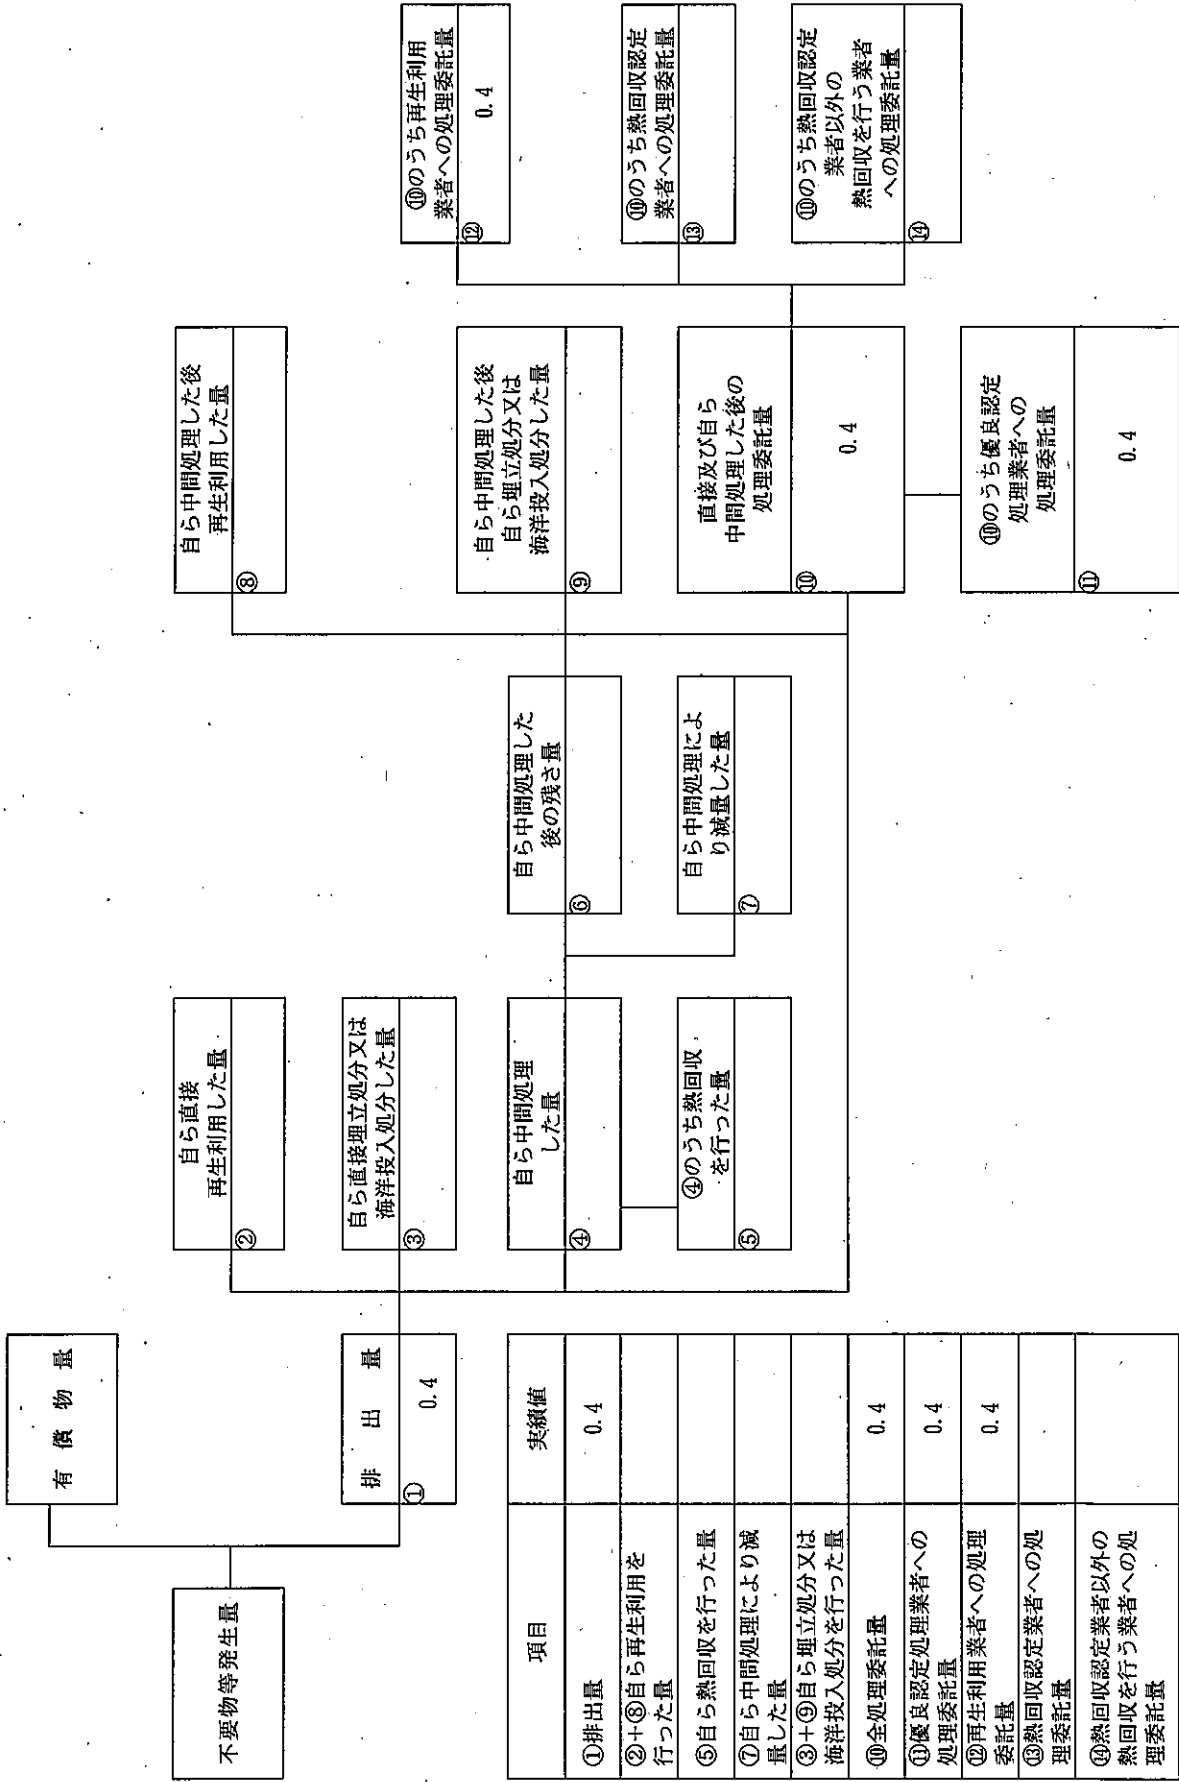 不要物等発生量
有償物量
排出量
①
0.4
自ら直接
再生利用した量
②
自ら直接埋立処分又は
海洋投入処分した量
③
自ら中間処理
した量
④
④のうち熱回収
を行った量
⑤
自ら中間処理した
後の残さ量
⑥
自ら中間処理によ
り減量した量
⑦
自ら中間処理した後
再生利用した量
⑧
自ら中間処理した後
自ら埋立処分又は
海洋投入処分した量
⑨
直接及び自ら
中間処理した後の
処理委託量
⑩
0.4
⑩のうち優良認定
処理業者への
処理委託量
⑪
0.4
⑩のうち再生利用
業者への処理委託量
⑫
0.4
⑩のうち熱回収認定
業者への処理委託量
⑬
⑩のうち熱回収認定
業者以外の
熱回収を行う業者
への処理委託量
⑭
項目 実績値
①排出量 0.4
②+⑧自ら再生利用を
行った量
⑤自ら熱回収を行った量
⑦自ら中間処理により減
量した量
③+⑨自ら埋立処分又は
海洋投入処分を行った量
⑩全処理委託量 0.4
⑪優良認定処理業者への
処理委託量 0.4
⑫再生利用業者への処理
委託量 0.4
⑬熱回収認定業者への処
理委託量
⑭熱回収認定業者以外の
熱回収を行う業者への処
理委託量